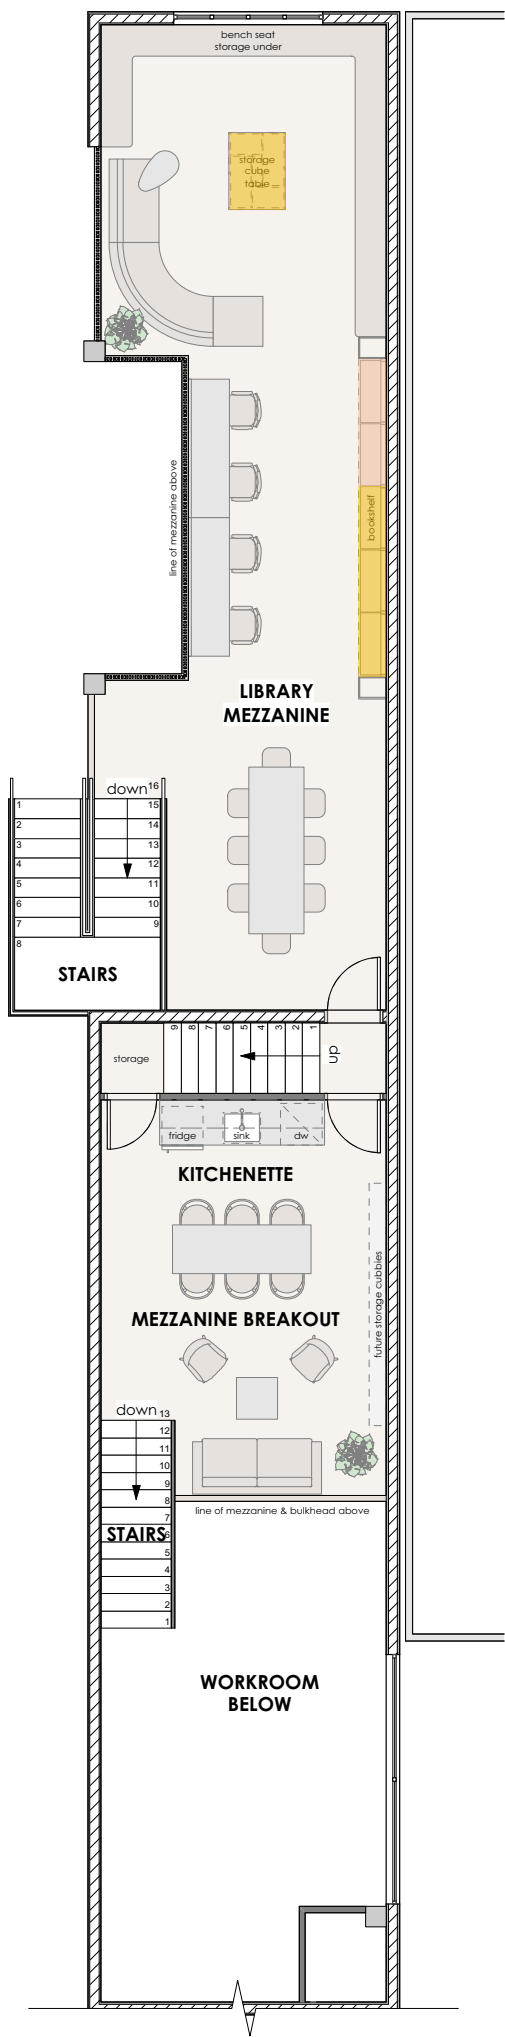 bench seat
storage under
storage
cube
table
line of mezzanine above
bookshelf
LIBRARY
MEZZANINE
down 16
1 15
2 14
3 13
4 12
5 11
6 10
7 9
8
STAIRS
storage
9 8 7 6 5 4 3 2 1
up
fridge
sink
dw
KITCHENETTE
future storage cubbies
MEZZANINE BREAKOUT
down 13
12
11
10
9
8
line of mezzanine & bulkhead above
7
STAIRS 6
5
4
3
2
1
WORKROOM
BELOW